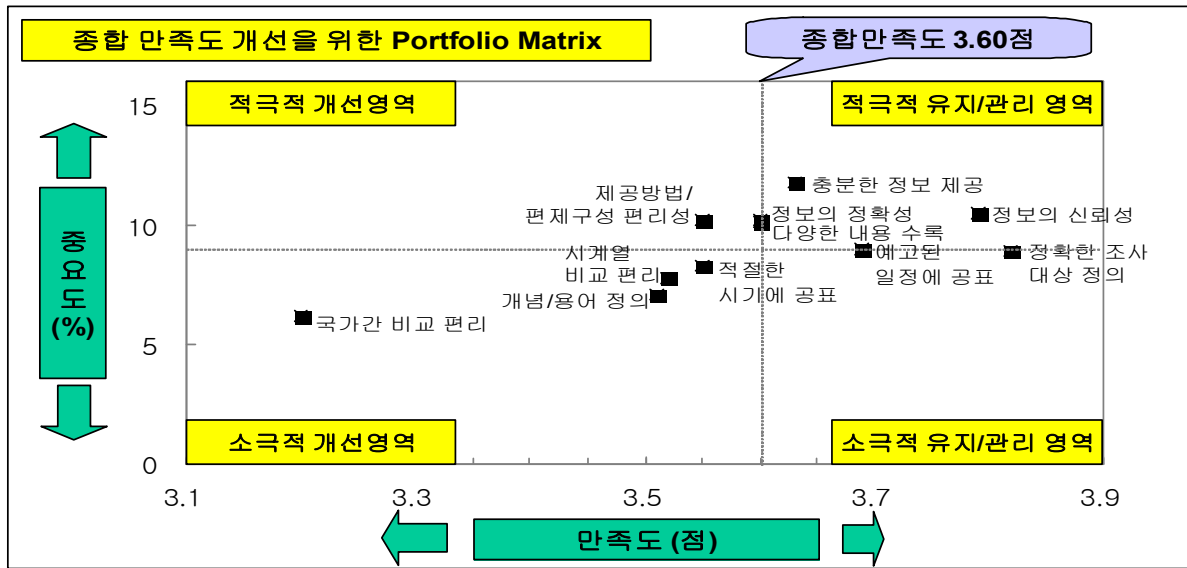 종합 만족도 개선을 위한 Portfolio Matrix
종합만족도 3.60점
적극적 개선영역
적극적 유지/관리 영역
15
10
5
0
중요도
(%)
제공방법/
편제구성 편리성
충분한 정보 제공
정보의 정확성
다양한 내용 수록
정보의 신뢰성
시계열
비교 편리
적절한
시기에 공표
예고된
일정에 공표
정확한 조사
대상 정의
개념/용어 정의
국가간 비교 편리
소극적 개선영역
소극적 유지/관리 영역
3.1
3.3
3.5
3.7
3.9
만족도 (점)